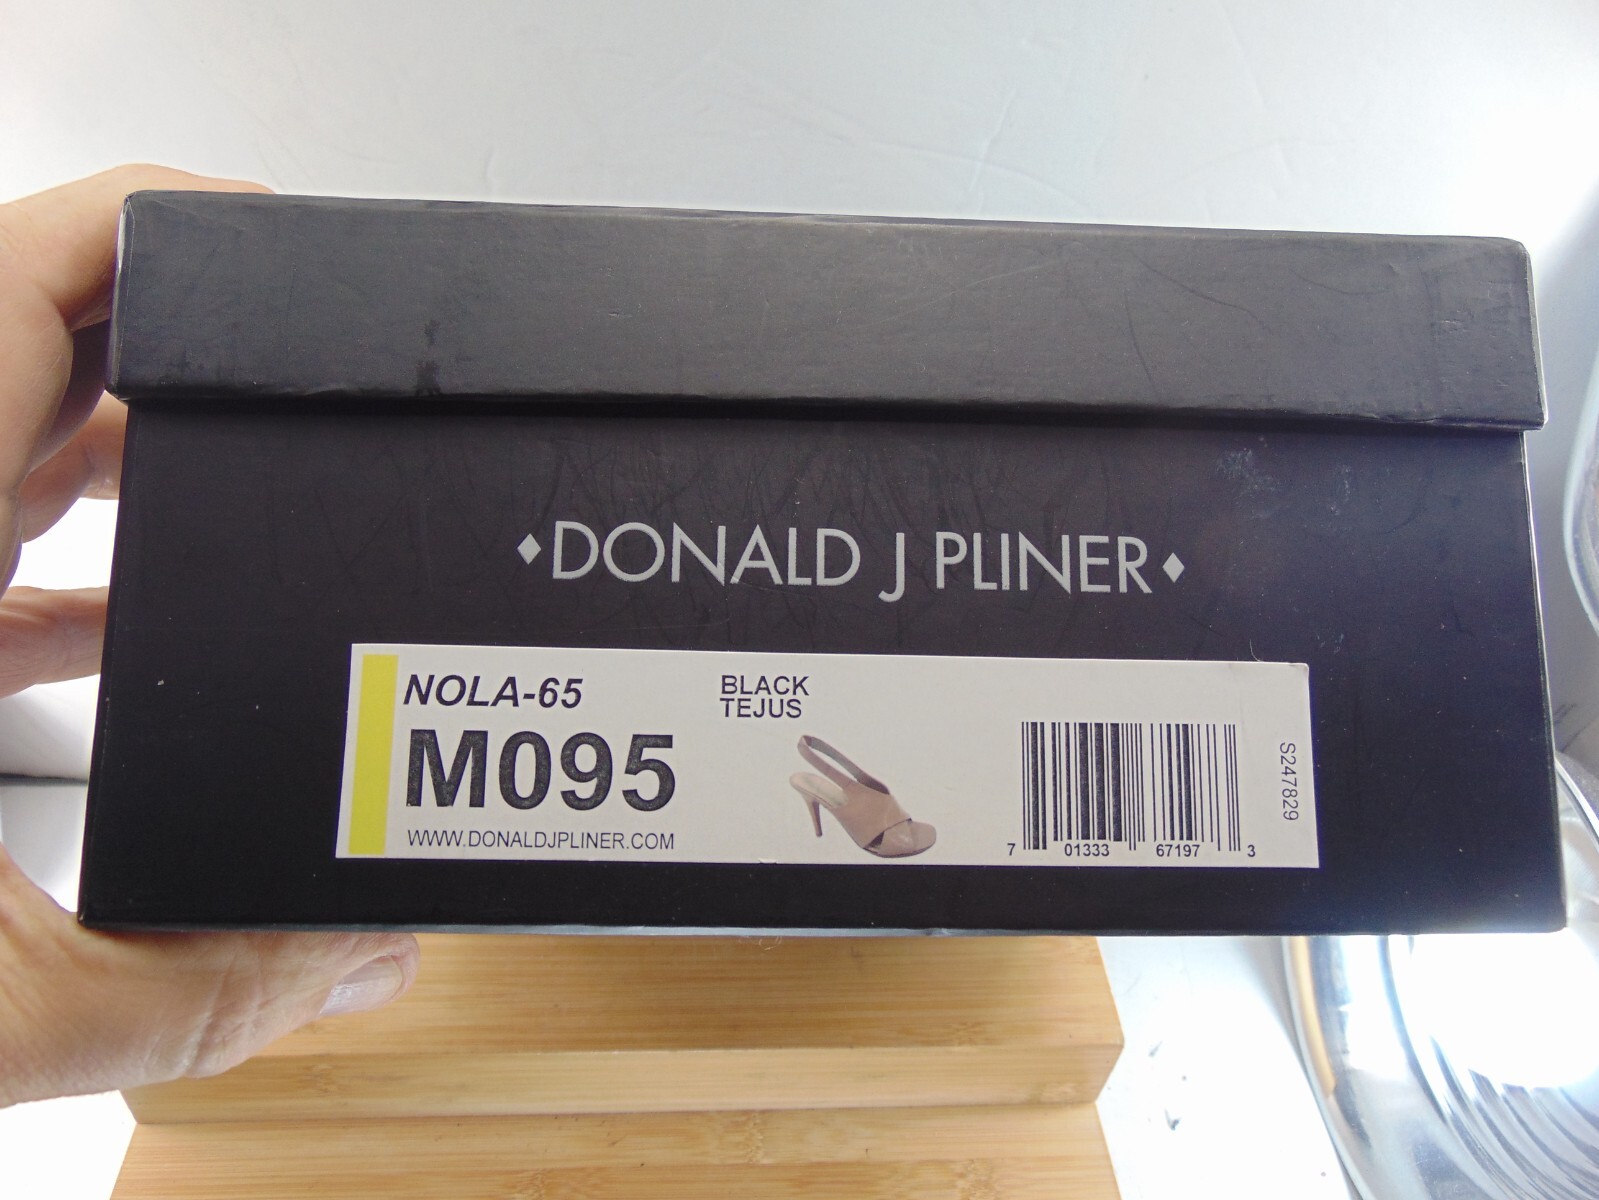 ♦DONALD J PLINER♦
NOLA-65
BLACK
TEJUS
M095
WWW.DONALDJPLINER.COM
7 01333 67197 3
S247829